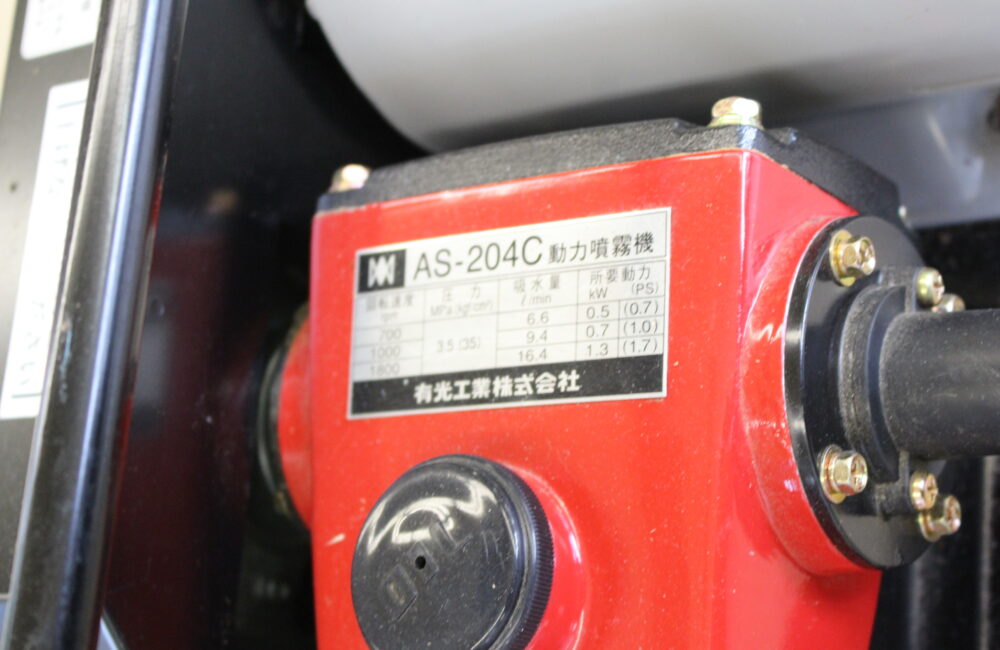 AS-204C 動力噴霧機
回転速度 圧力 吸水量 所要動力
rpm MPa (kgf/cm²) ℓ/min kW (PS)
700 6.6 0.5 (0.7)
1000 3.5 (35) 9.4 0.7 (1.0)
1800 16.4 1.3 (1.7)
有光工業株式会社
OIL